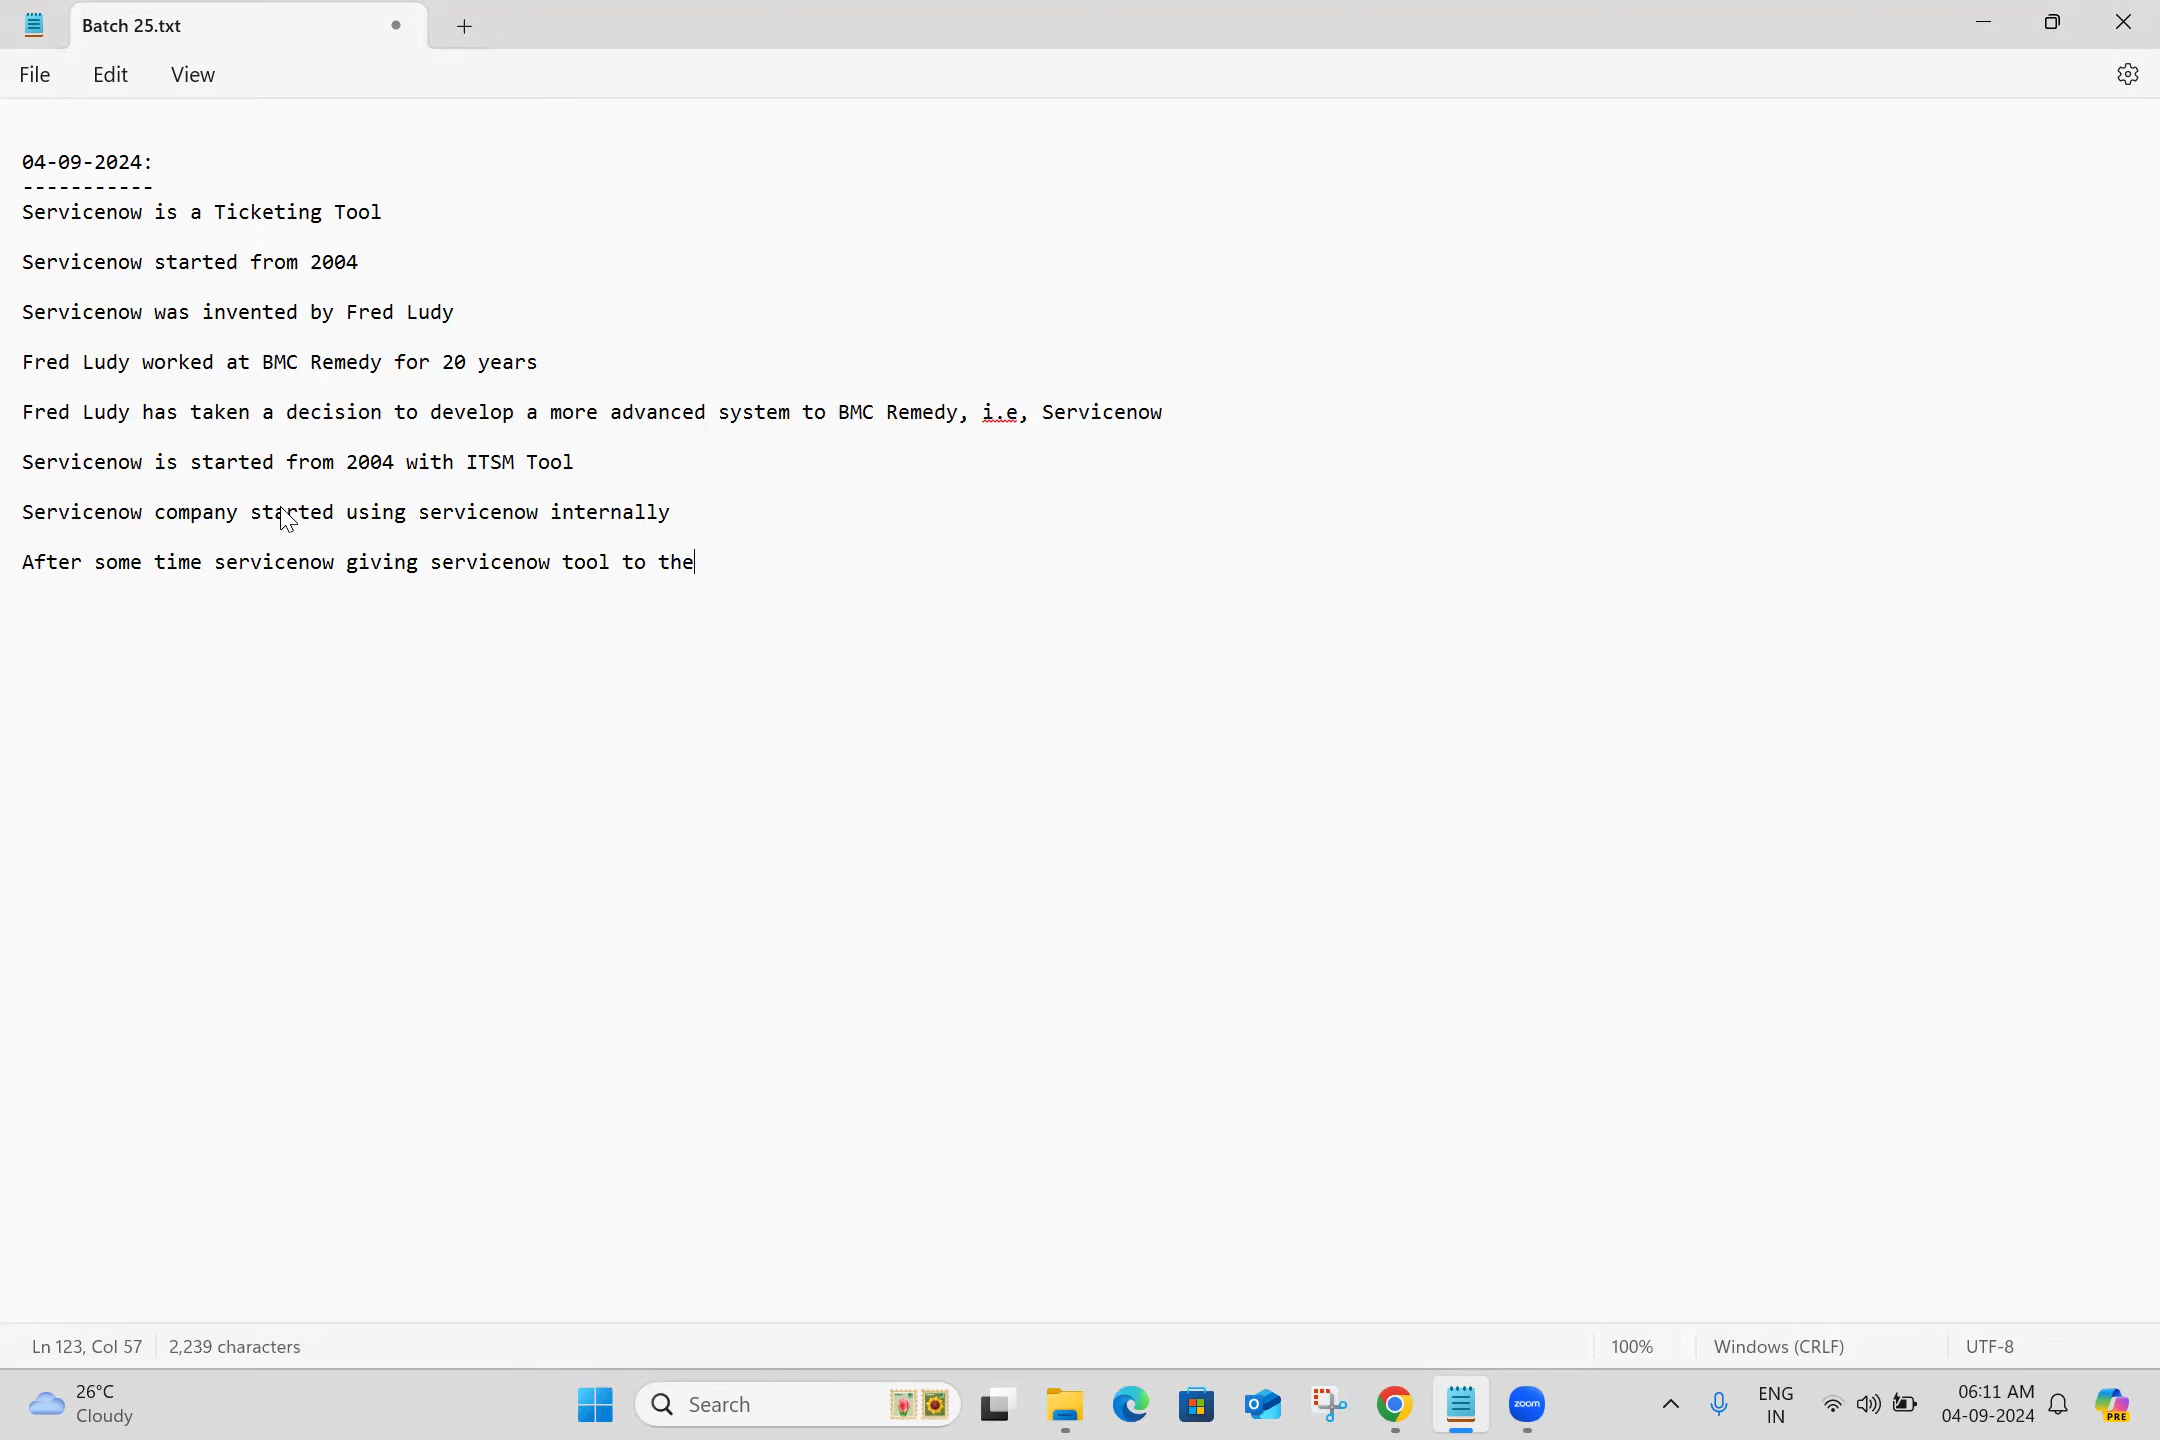 Batch 25.txt
File Edit View
04-09-2024:
-----------
Servicenow is a Ticketing Tool
Servicenow started from 2004
Servicenow was invented by Fred Ludy
Fred Ludy worked at BMC Remedy for 20 years
Fred Ludy has taken a decision to develop a more advanced system to BMC Remedy, i.e, Servicenow
Servicenow is started from 2004 with ITSM Tool
Servicenow company started using servicenow internally
After some time servicenow giving servicenow tool to the
Ln 123, Col 57 2,239 characters 100% Windows (CRLF) UTF-8
26°C
Cloudy
Search
zoom
ENG
IN
06:11 AM
04-09-2024
PRE